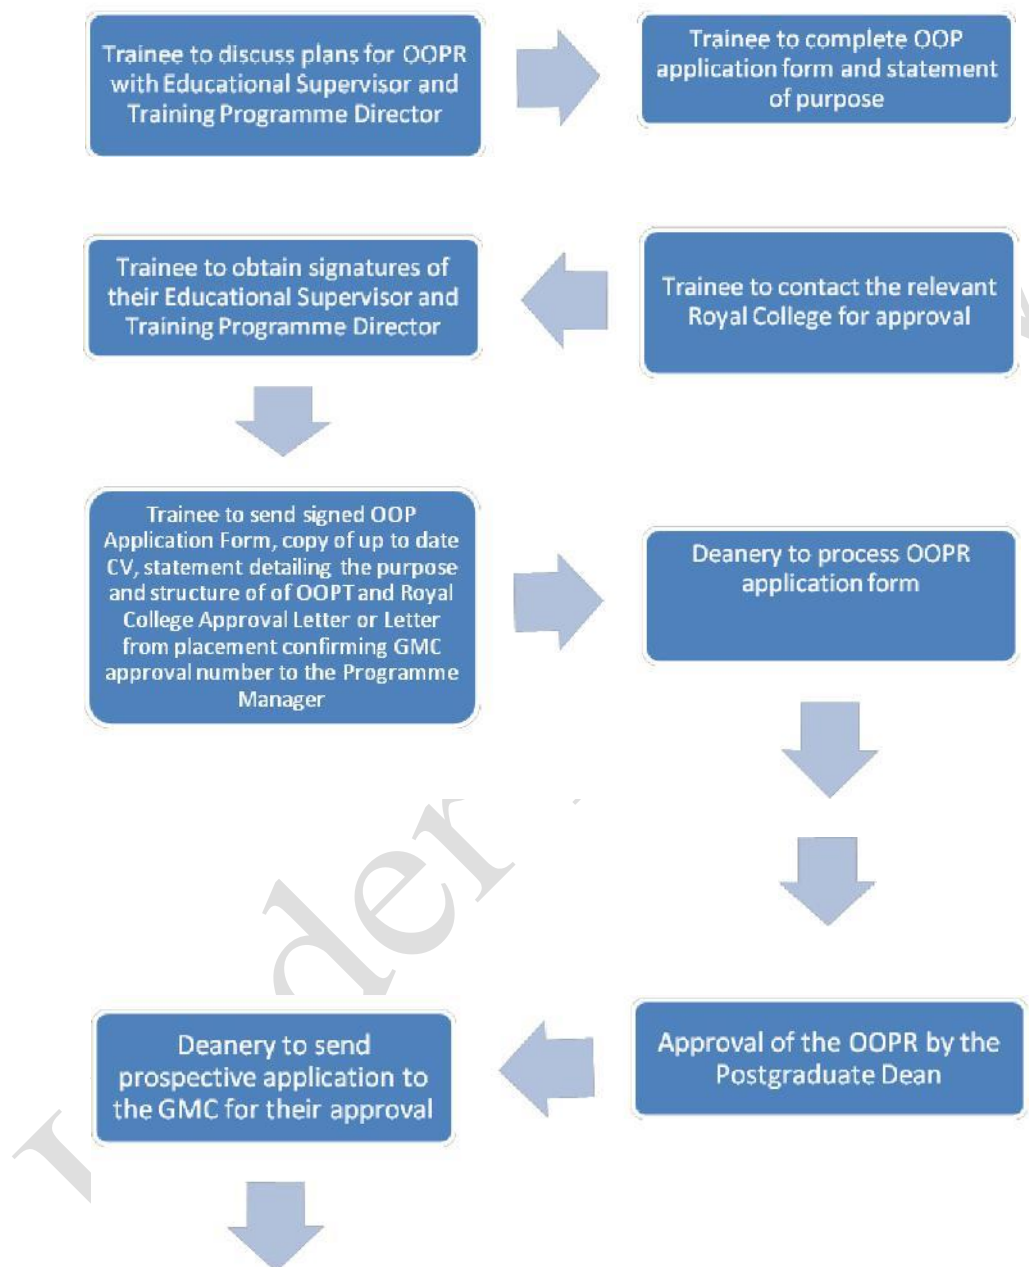 Trainee to discuss plans for OOPR
with Educational Supervisor and
Training Programme Director
Trainee to complete OOP
application form and statement
of purpose
Trainee to contact the relevant
Royal College for approval
Trainee to obtain signatures of
their Educational Supervisor and
Training Programme Director
Trainee to send signed OOP
Application Form, copy of up to date
CV, statement detailing the purpose
and structure of of OOPT and Royal
College Approval Letter or Letter
from placement confirming GMC
approval number to the Programme
Manager
Deanery to process OOPR
application form
Approval of the OOPR by the
Postgraduate Dean
Deanery to send
prospective application to
the GMC for their approval